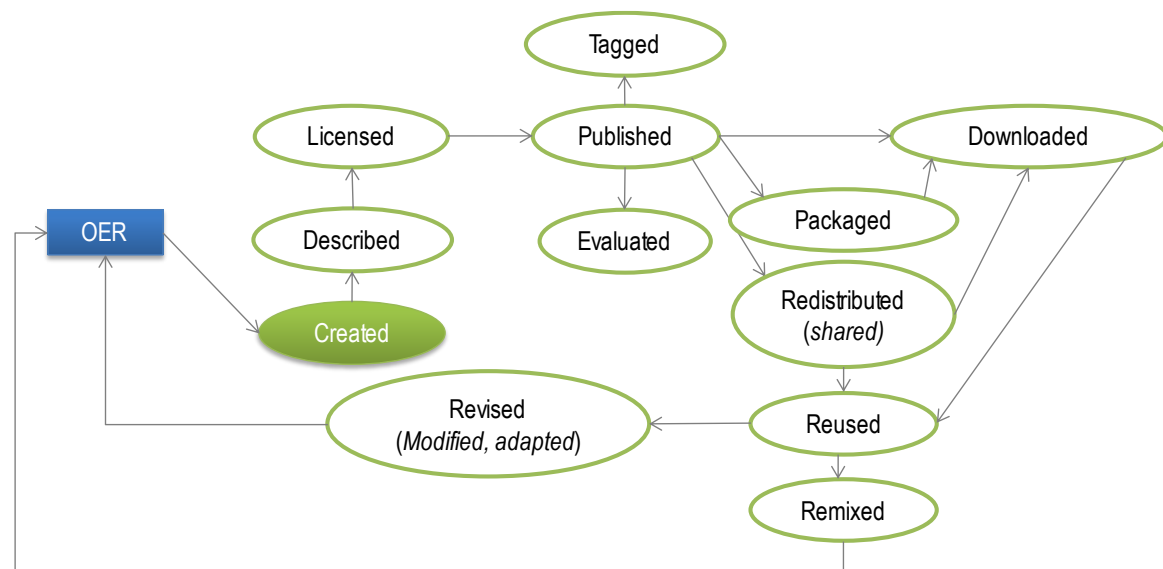 Tagged
Licensed
Published
Downloaded
OER
Described
Evaluated
Packaged
Created
Redistributed
(shared)
Revised
(Modified, adapted)
Reused
Remixed